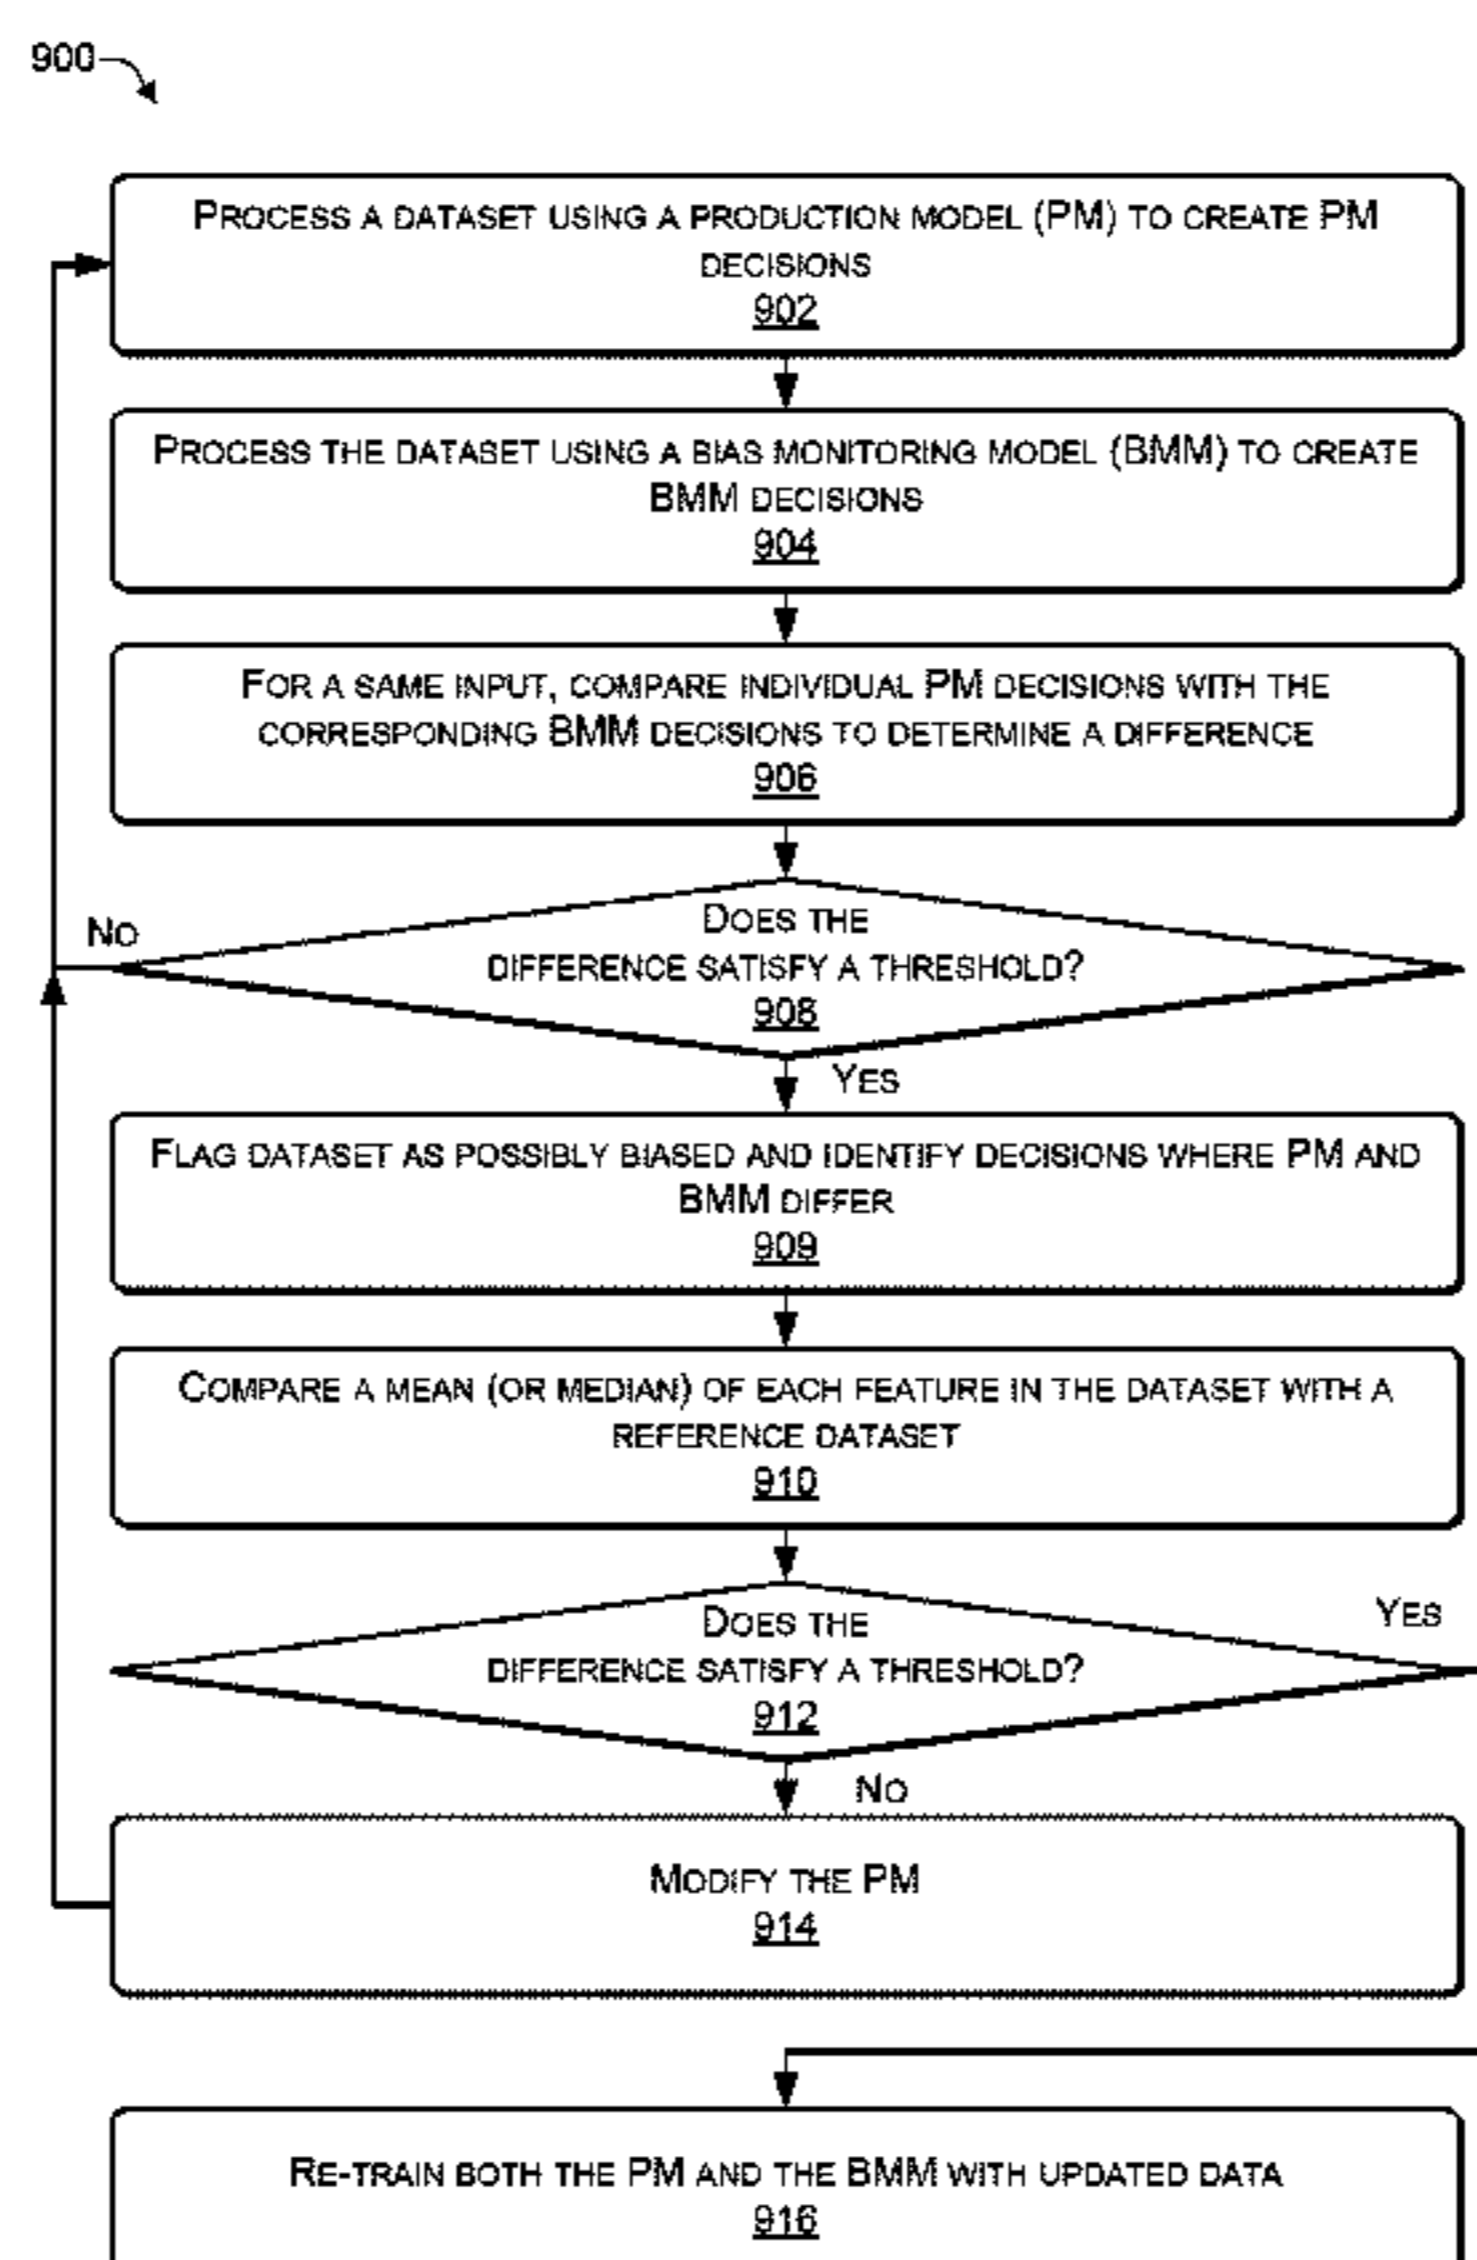 900
PROCESS A DATASET USING A PRODUCTION MODEL (PM) TO CREATE PM
DECISIONS
902
PROCESS THE DATASET USING A BIAS MONITORING MODEL (BMM) TO CREATE
BMM DECISIONS
904
FOR A SAME INPUT, COMPARE INDIVIDUAL PM DECISIONS WITH THE
CORRESPONDING BMM DECISIONS TO DETERMINE A DIFFERENCE
906
NO
DOES THE
DIFFERENCE SATISFY A THRESHOLD?
908
YES
FLAG DATASET AS POSSIBLY BIASED AND IDENTIFY DECISIONS WHERE PM AND
BMM DIFFER
909
COMPARE A MEAN (OR MEDIAN) OF EACH FEATURE IN THE DATASET WITH A
REFERENCE DATASET
910
DOES THE
DIFFERENCE SATISFY A THRESHOLD?
912
YES
NO
MODIFY THE PM
914
RE-TRAIN BOTH THE PM AND THE BMM WITH UPDATED DATA
916